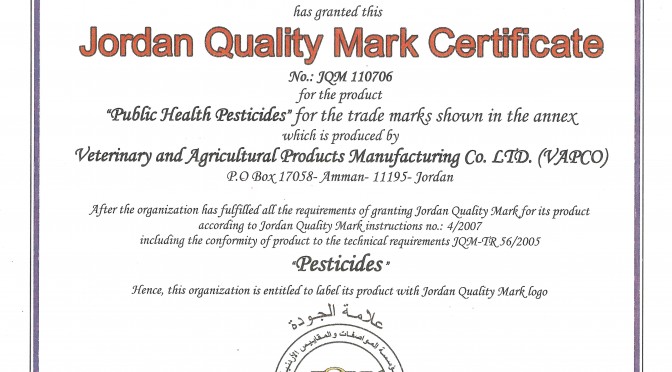 has granted this
Jordan Quality Mark Certificate
No.: JQM 110706
for the product
"Public Health Pesticides" for the trade marks shown in the annex
which is produced by
Veterinary and Agricultural Products Manufacturing Co. LTD. (VAPCO)
P.O Box 17058- Amman- 11195- Jordan
After the organization has fulfilled all the requirements of granting Jordan Quality Mark for its product
according to Jordan Quality Mark instructions no.: 4/2007
including the conformity of product to the technical requirements JQM-TR 56/2005
"Pesticides"
Hence, this organization is entitled to label its product with Jordan Quality Mark logo
علامة الجودة
مؤسسة المواصفات والمقاييس